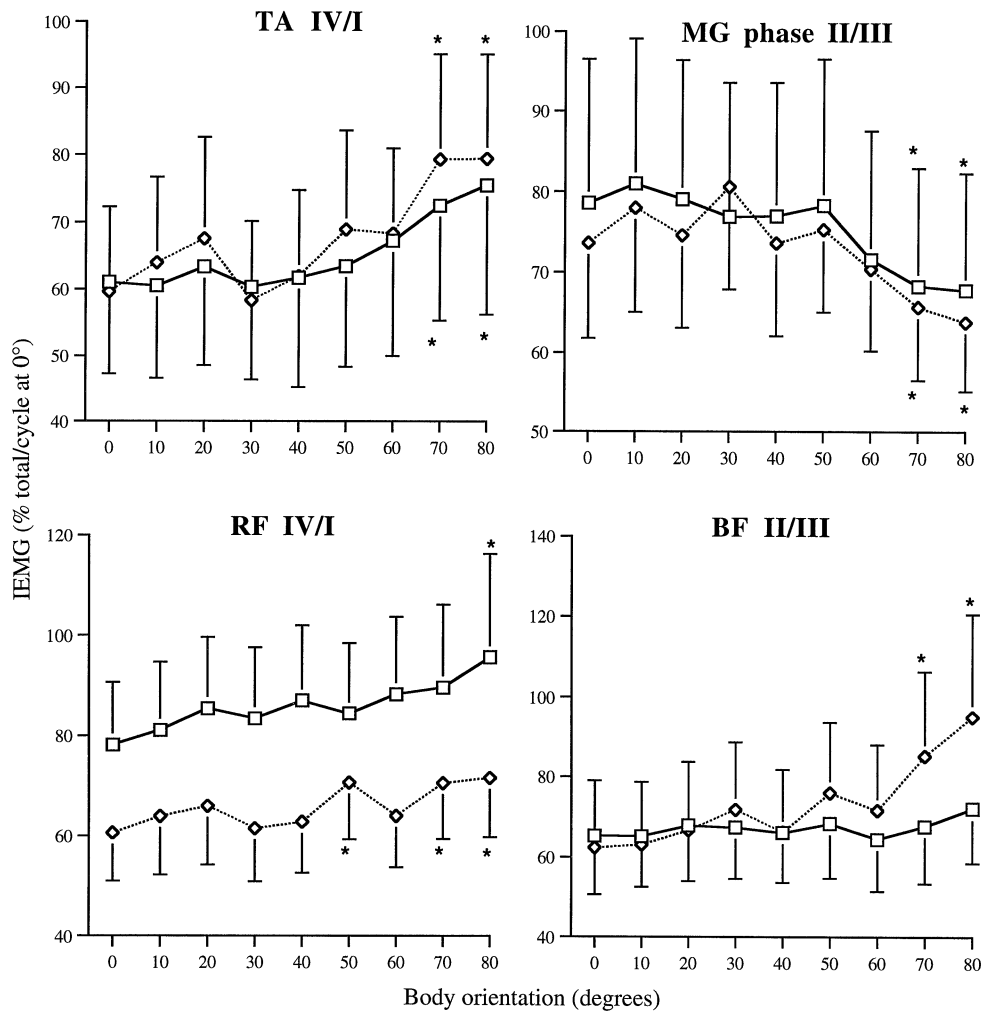 TA IV/I
100
90
80
70
60
50
40
0 10 20 30 40 50 60 70 80
* *
* *
MG phase II/III
100
90
80
70
60
50
0 10 20 30 40 50 60 70 80
* *
* *
IEMG (% total/cycle at 0°)
RF IV/I
120
100
80
60
40
0 10 20 30 40 50 60 70 80
*
* * *
BF II/III
140
120
100
80
60
40
0 10 20 30 40 50 60 70 80
* *
Body orientation (degrees)